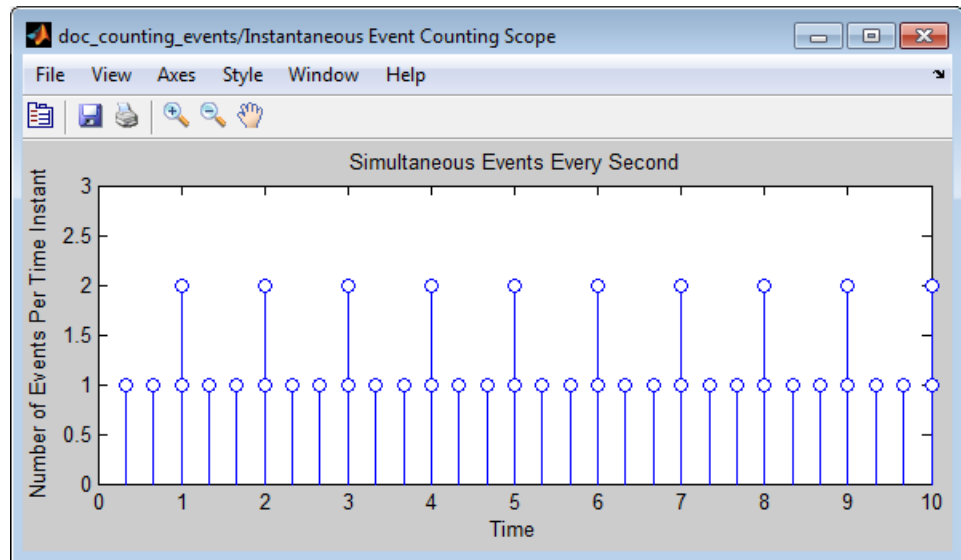 doc_counting_events/Instantaneous Event Counting Scope
File View Axes Style Window Help
Simultaneous Events Every Second
Number of Events Per Time Instant
3
2.5
2
1.5
1
0.5
0
0 1 2 3 4 5 6 7 8 9 10
Time